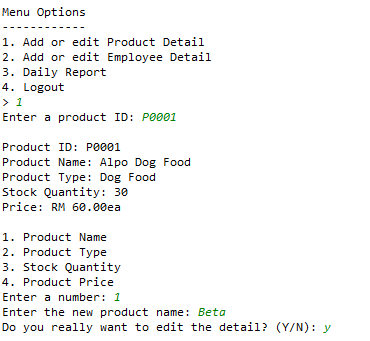 Menu Options
------------
1. Add or edit Product Detail
2. Add or edit Employee Detail
3. Daily Report
4. Logout
> 1
Enter a product ID: P0001
Product ID: P0001
Product Name: Alpo Dog Food
Product Type: Dog Food
Stock Quantity: 30
Price: RM 60.00ea
1. Product Name
2. Product Type
3. Stock Quantity
4. Product Price
Enter a number: 1
Enter the new product name: Beta
Do you really want to edit the detail? (Y/N): y